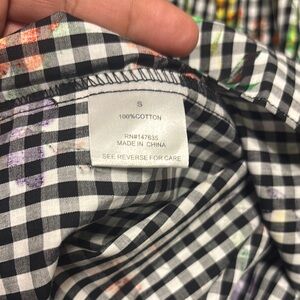 S
100%COTTON
RN#147635
MADE IN CHINA
SEE REVERSE FOR CARE